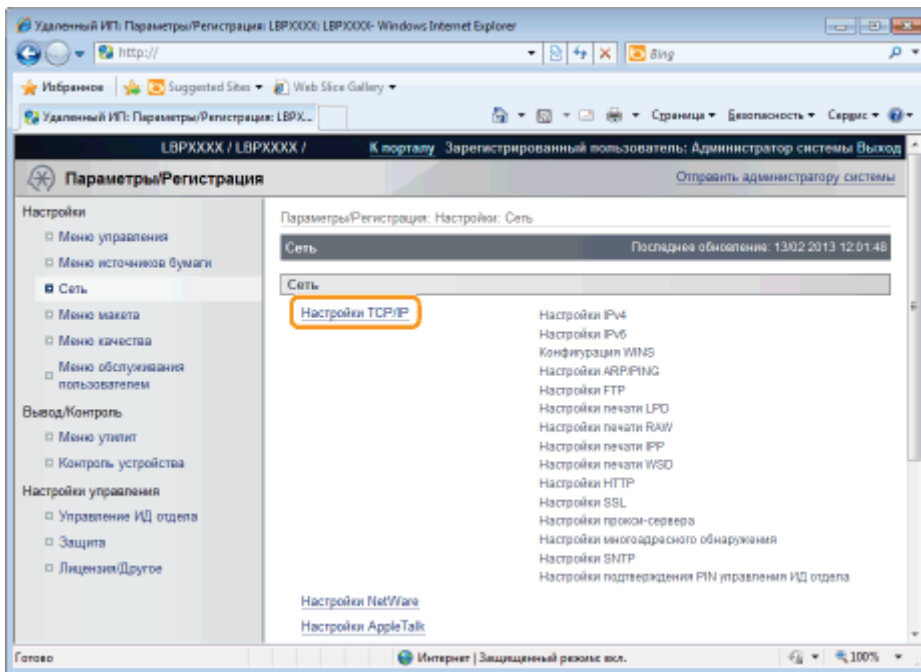 Удаленный ИП: Параметры/Регистрация: LBPXXXX: LBPXXXX- Windows Internet Explorer
http://
Bing
Избранное Suggested Sites Web Slice Gallery
Удаленный ИП: Параметры/Регистрация: LBPX... Страница Безопасность Сервис
LBPXXXX / LBPXXXX / К порталу Зарегистрированный пользователь: Администратор системы Выход
Параметры/Регистрация Отправить администратору системы
Настройки
Меню управления
Меню источников бумаги
Сеть
Меню макета
Меню качества
Меню обслуживания
пользователем
Вывод/Контроль
Меню утилит
Контроль устройства
Настройки управления
Управление ИД отдела
Защита
Лицензия/Другое
Параметры/Регистрация: Настройки: Сеть
Сеть Последнее обновление: 13/02 2013 12:01:48
Сеть
Настройки TCP/IP
Настройки IPv4
Настройки IPv6
Конфигурация WINS
Настройки ARP/PING
Настройки FTP
Настройки печати LPD
Настройки печати RAW
Настройки печати IPP
Настройки печати WSD
Настройки HTTP
Настройки SSL
Настройки прокси-сервера
Настройки многоадресного обнаружения
Настройки SNTP
Настройки подтверждения PIN управления ИД отдела
Настройки NetWare
Настройки AppleTalk
Готово Интернет | Защищенный режим: вкл. 100%